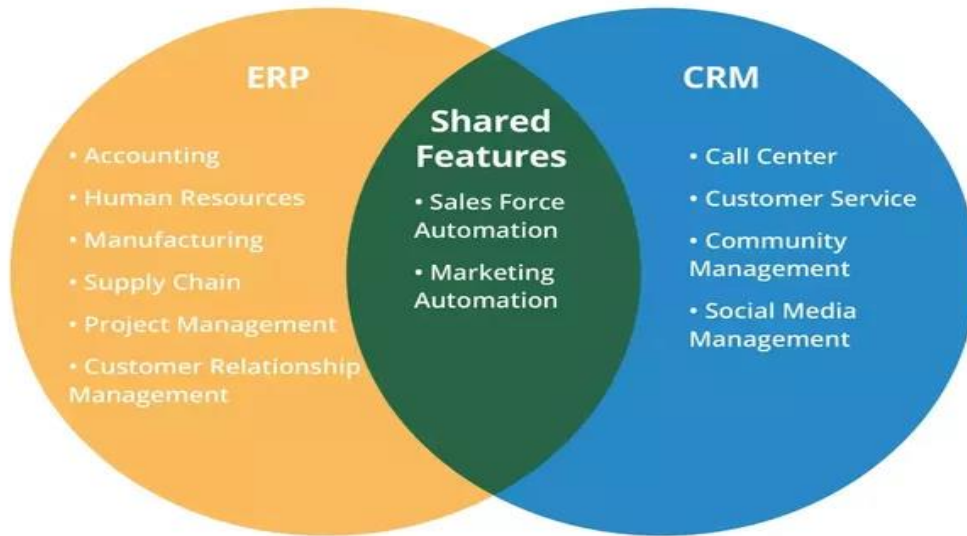 ERP
• Accounting
• Human Resources
• Manufacturing
• Supply Chain
• Project Management
• Customer Relationship
Management
Shared
Features
• Sales Force
Automation
• Marketing
Automation
CRM
• Call Center
• Customer Service
• Community
Management
• Social Media
Management